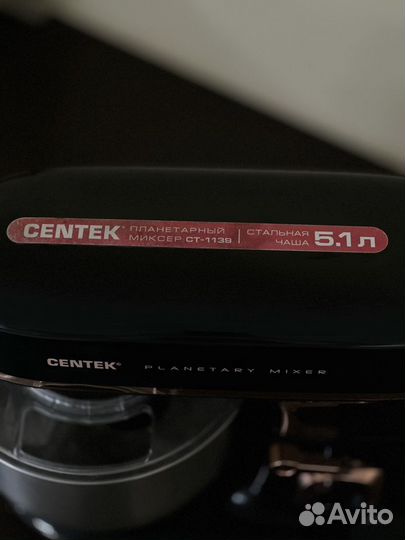 CENTEK® ПЛАНЕТАРНЫЙ МИКСЕР CT-1139 | СТАЛЬНАЯ ЧАША 5.1 л
CENTEK® PLANETARY MIXER
Avito